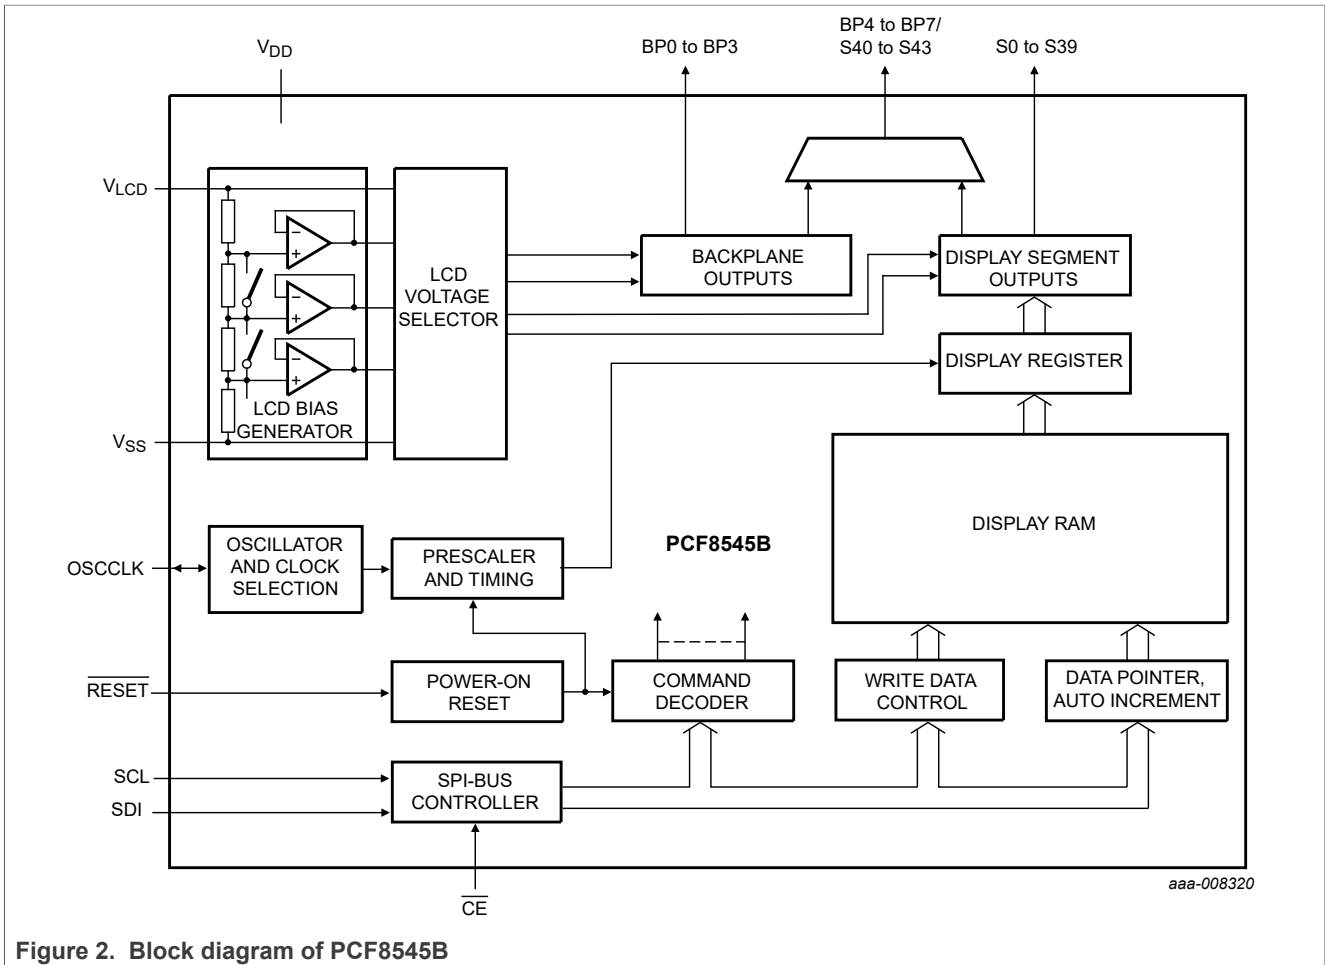 BP4 to BP7/
VDD
BP0 to BP3
S40 to S43
S0 to S39
VLCD
LCD
VOLTAGE
SELECTOR
BACKPLANE
OUTPUTS
DISPLAY SEGMENT
OUTPUTS
DISPLAY REGISTER
LCD BIAS
GENERATOR
VSS
DISPLAY RAM
PCF8545B
OSCCLK
OSCILLATOR
AND CLOCK
SELECTION
PRESCALER
AND TIMING
RESET
POWER-ON
RESET
COMMAND
DECODER
WRITE DATA
CONTROL
DATA POINTER,
AUTO INCREMENT
SCL
SDI
SPI-BUS
CONTROLLER
CE
aaa-008320
Figure 2. Block diagram of PCF8545B